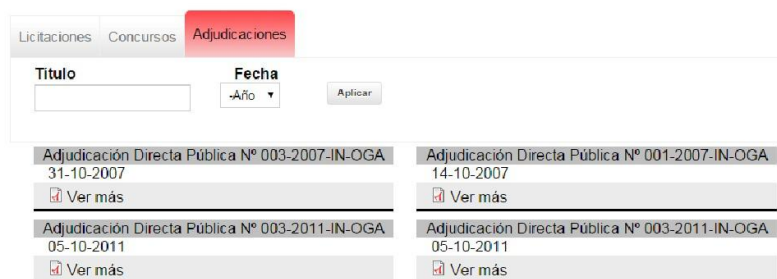 Licitaciones Concursos Adjudicaciones
Titulo Fecha
-Año Aplicar
Adjudicación Directa Pública Nº 003-2007-IN-OGA
31-10-2007
Ver más
Adjudicación Directa Pública Nº 001-2007-IN-OGA
14-10-2007
Ver más
Adjudicación Directa Pública Nº 003-2011-IN-OGA
05-10-2011
Ver más
Adjudicación Directa Pública Nº 003-2011-IN-OGA
05-10-2011
Ver más